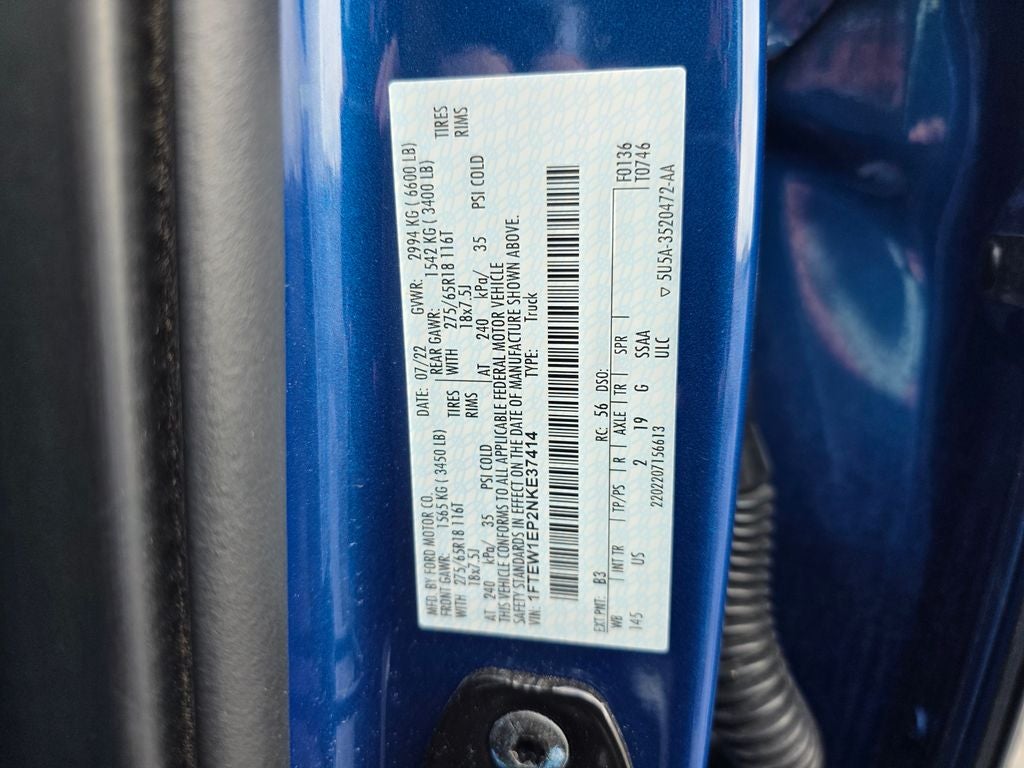 MFD. BY FORD MOTOR CO.
DATE: 07/22 GVWR: 2994 KG ( 6600 LB)
FRONT GAWR: 1565 KG ( 3450 LB) REAR GAWR: 1542 KG ( 3400 LB)
WITH 275/65R18 116T TIRES WITH 275/65R18 116T TIRES
18x7.5J RIMS 18x7.5J RIMS
AT 240 kPa/ 35 PSI COLD AT 240 kPa/ 35 PSI COLD
THIS VEHICLE CONFORMS TO ALL APPLICABLE FEDERAL MOTOR VEHICLE
SAFETY STANDARDS IN EFFECT ON THE DATE OF MANUFACTURE SHOWN ABOVE.
VIN: 1FTEW1EP2NKE37414 TYPE: Truck
EXT PNT: B3 RC: 56 DSO: F0136
WB INT TR TP/PS R AXLE TR SPR T0746
145 US 2 19 G SSAA
2202207156613 ULC
▽ 5U5A-3520472-AA